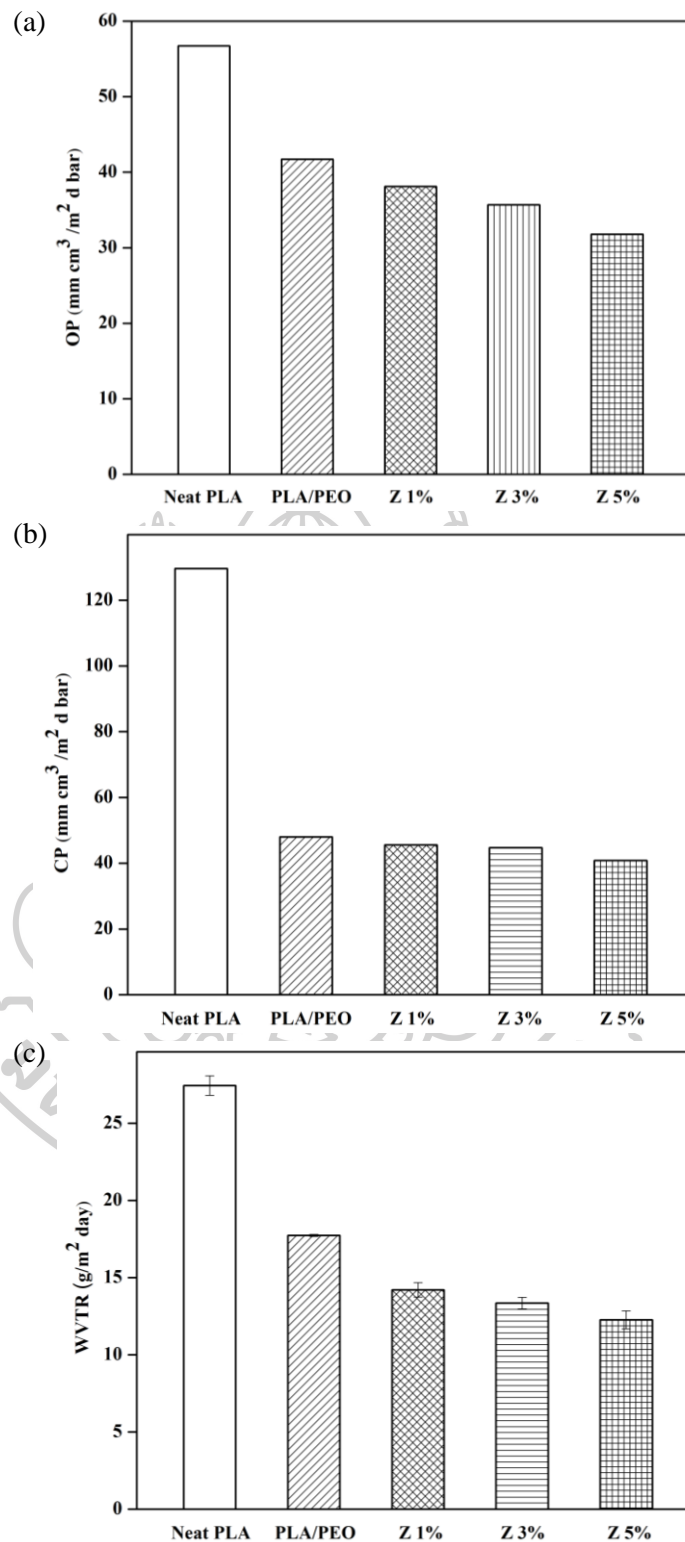 (a)
60
50
40
30
20
10
0
OP (mm cm³ /m² d bar)
Neat PLA PLA/PEO Z 1% Z 3% Z 5%
(b)
120
100
80
60
40
20
0
CP (mm cm³ /m² d bar)
Neat PLA PLA/PEO Z 1% Z 3% Z 5%
(c)
25
20
15
10
5
0
WVTR (g/m² day)
Neat PLA PLA/PEO Z 1% Z 3% Z 5%